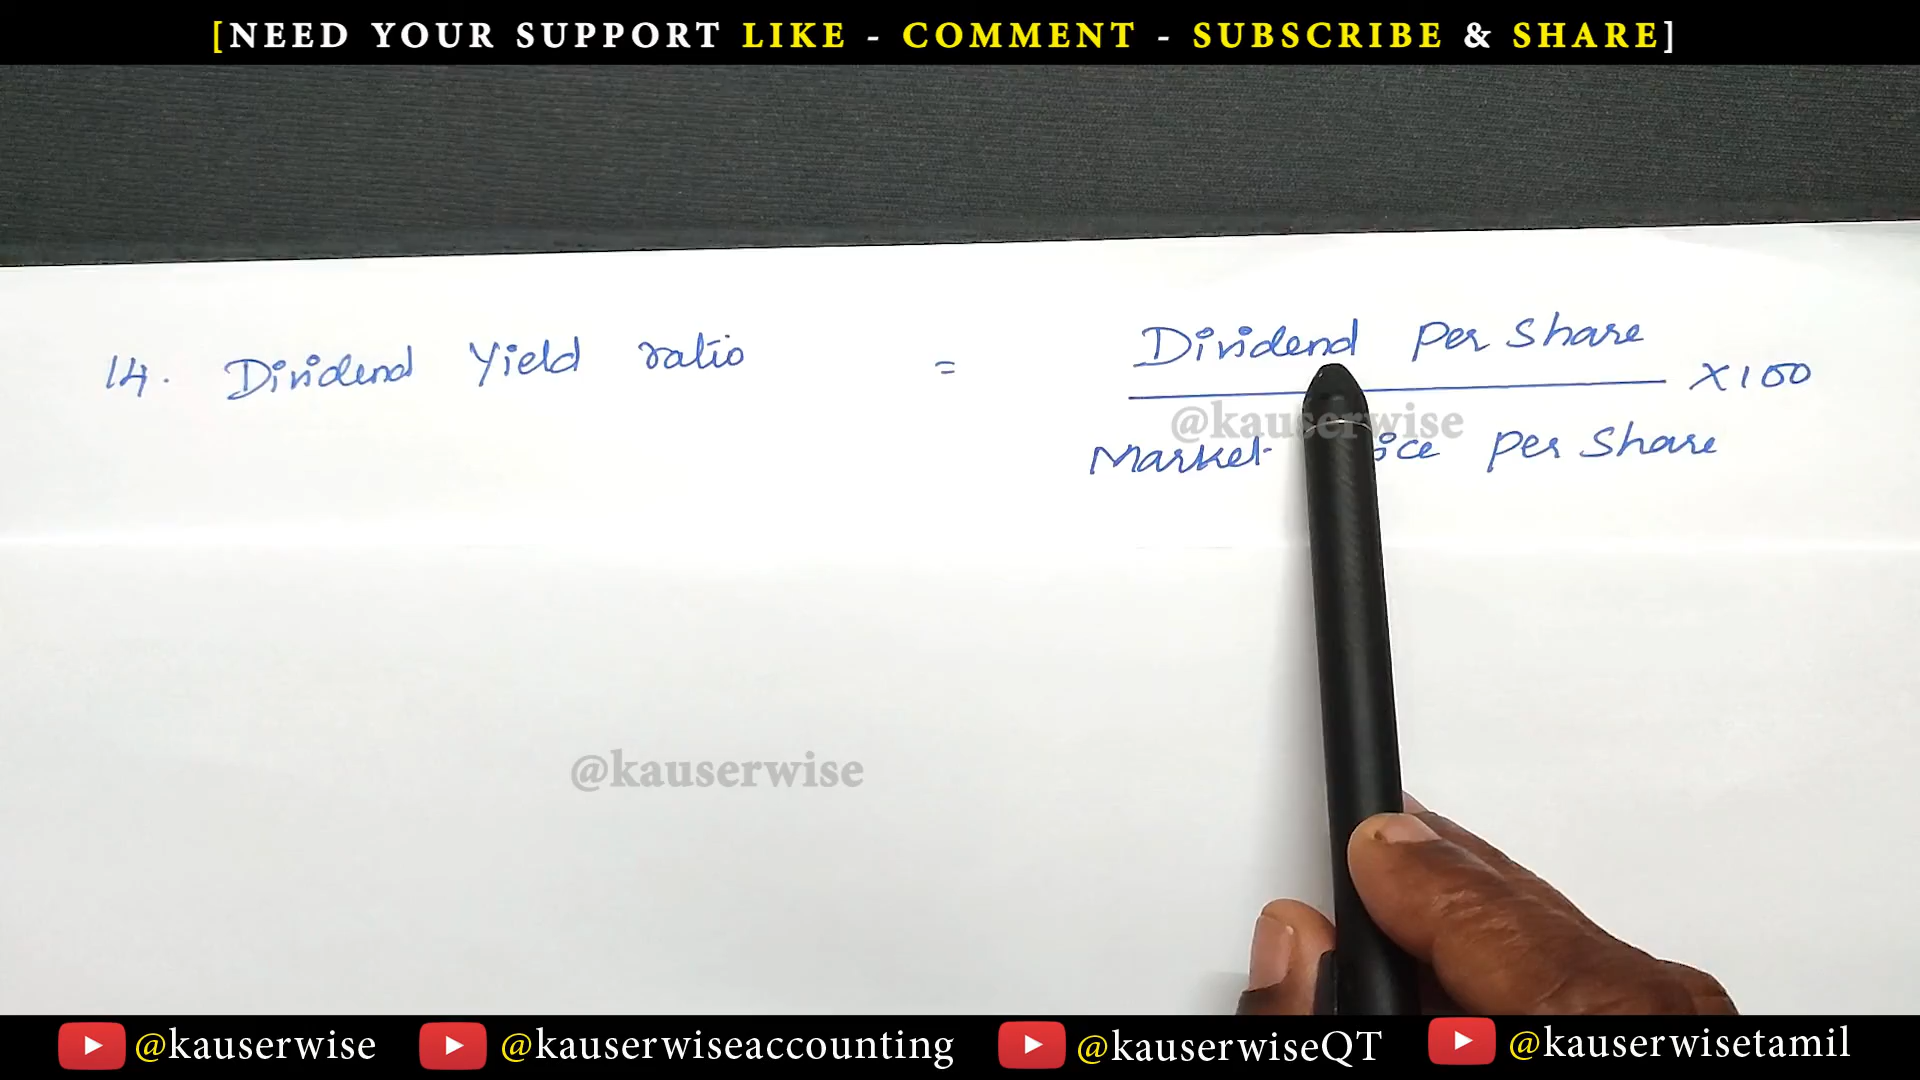 [NEED YOUR SUPPORT LIKE - COMMENT - SUBSCRIBE & SHARE]
14. Dividend Yield ratio = Dividend Per Share
X100
@kauserwise
Market Per Share
@kauserwise
@kauserwise @kauserwiseaccounting @kauserwiseQT @kauserwisetamil